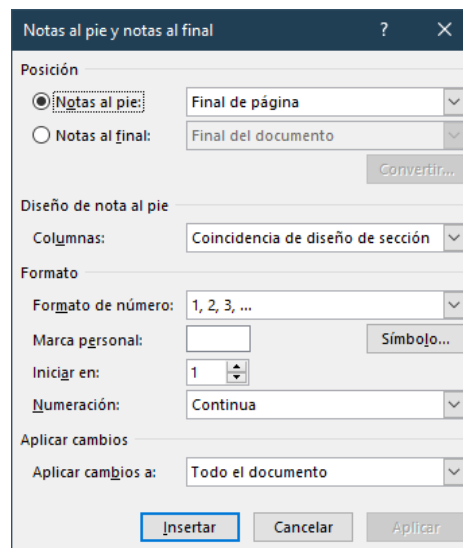 Notas al pie y notas al final ? ×
Posición
Notas al pie: Final de página
Notas al final: Final del documento
Convertir...
Diseño de nota al pie
Columnas: Coincidencia de diseño de sección
Formato
Formato de número: 1, 2, 3, ...
Marca personal: Símbolo...
Iniciar en: 1
Numeración: Continua
Aplicar cambios
Aplicar cambios a: Todo el documento
Insertar Cancelar Aplicar